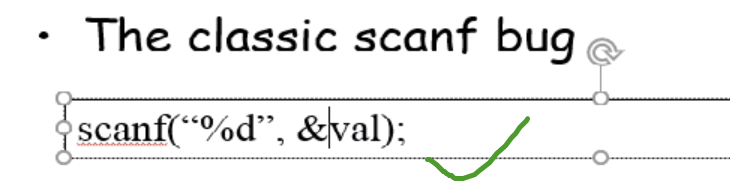 • The classic scanf bug
scanf(“%d”, &val);